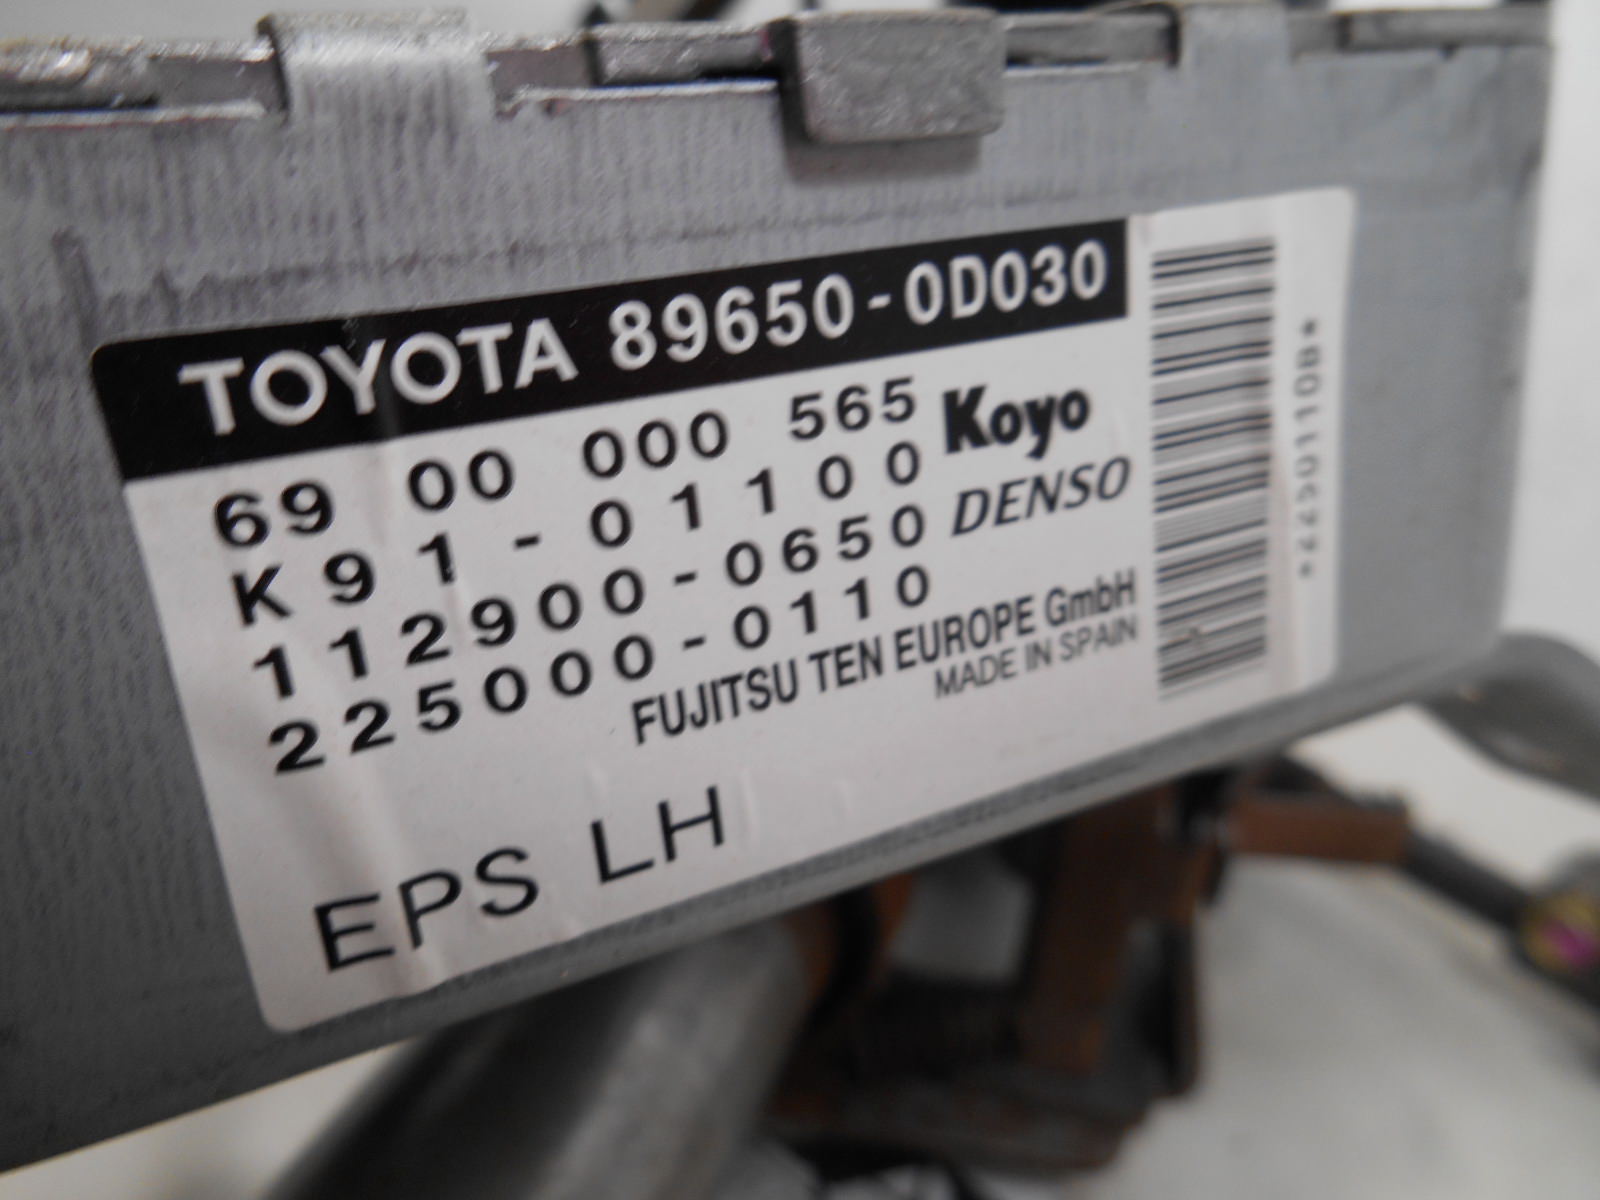 TOYOTA 89650-0D030
69 00 000 565 Koyo
K91-01100
112900-0650 DENSO
225000-0110
FUJITSU TEN EUROPE GmbH
MADE IN SPAIN
EPS LH
*22501108*